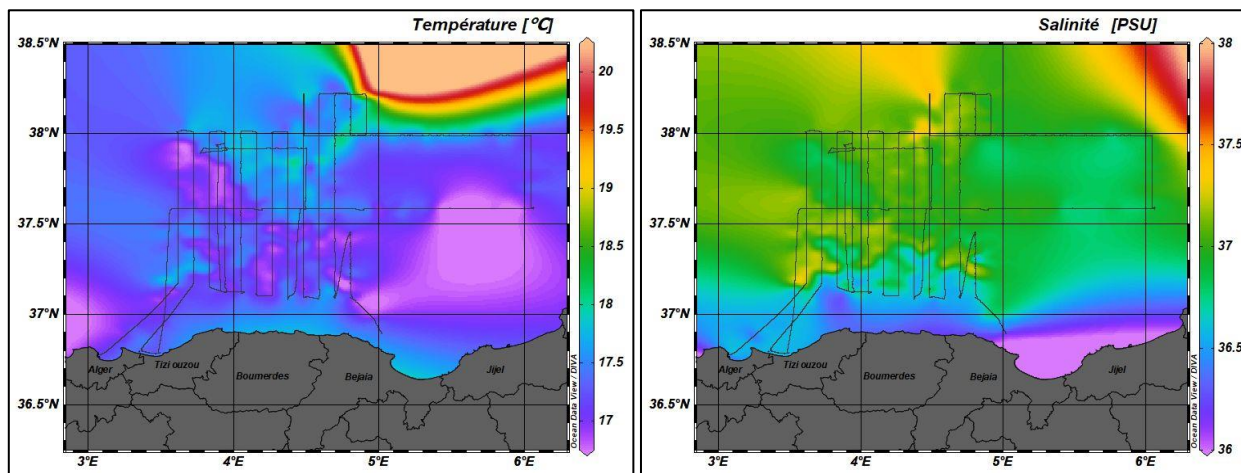 Température [°C]
38.5°N
38°N
37.5°N
37°N
36.5°N
3°E
4°E
5°E
6°E
Alger
Tizi ouzou
Boumerdes
Bejaia
Jijel
Ocean Data View / DIVA
20
19.5
19
18.5
18
17.5
17
Salinité [PSU]
38.5°N
38°N
37.5°N
37°N
36.5°N
3°E
4°E
5°E
6°E
Alger
Tizi ouzou
Boumerdes
Bejaia
Jijel
Ocean Data View / DIVA
38
37.5
37
36.5
36